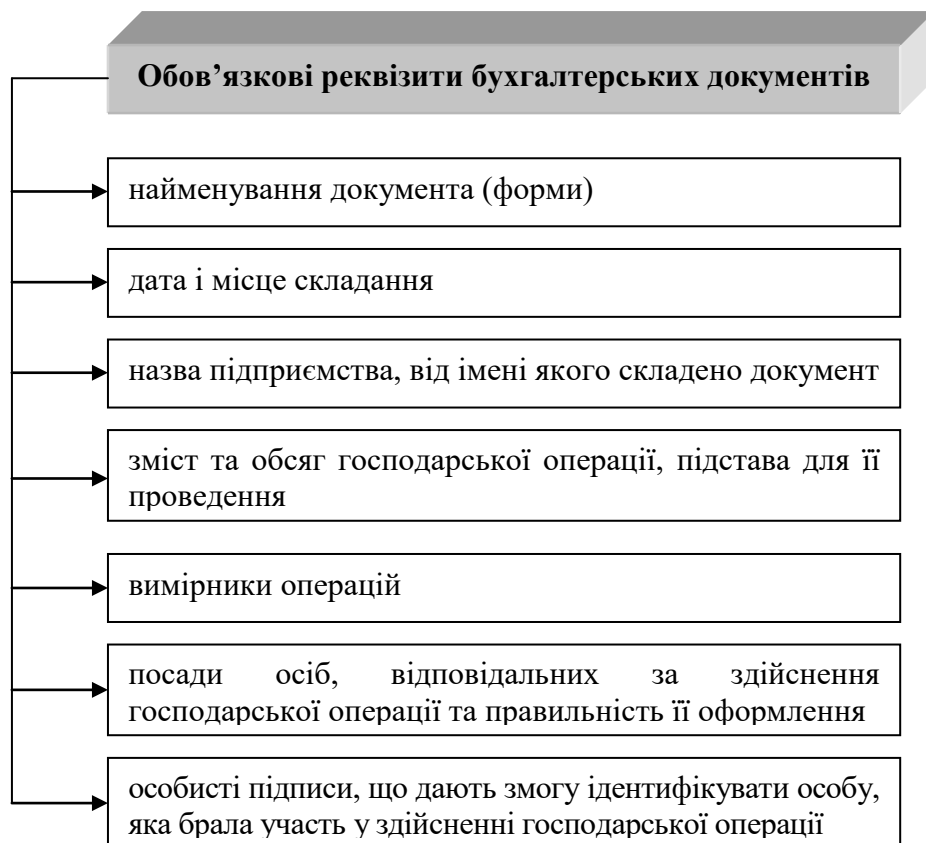 Обов’язкові реквізити бухгалтерських документів
найменування документа (форми)
дата і місце складання
назва підприємства, від імені якого складено документ
зміст та обсяг господарської операції, підстава для її
проведення
вимірники операцій
посади осіб, відповідальних за здійснення
господарської операції та правильність її оформлення
особисті підписи, що дають змогу ідентифікувати особу,
яка брала участь у здійсненні господарської операції